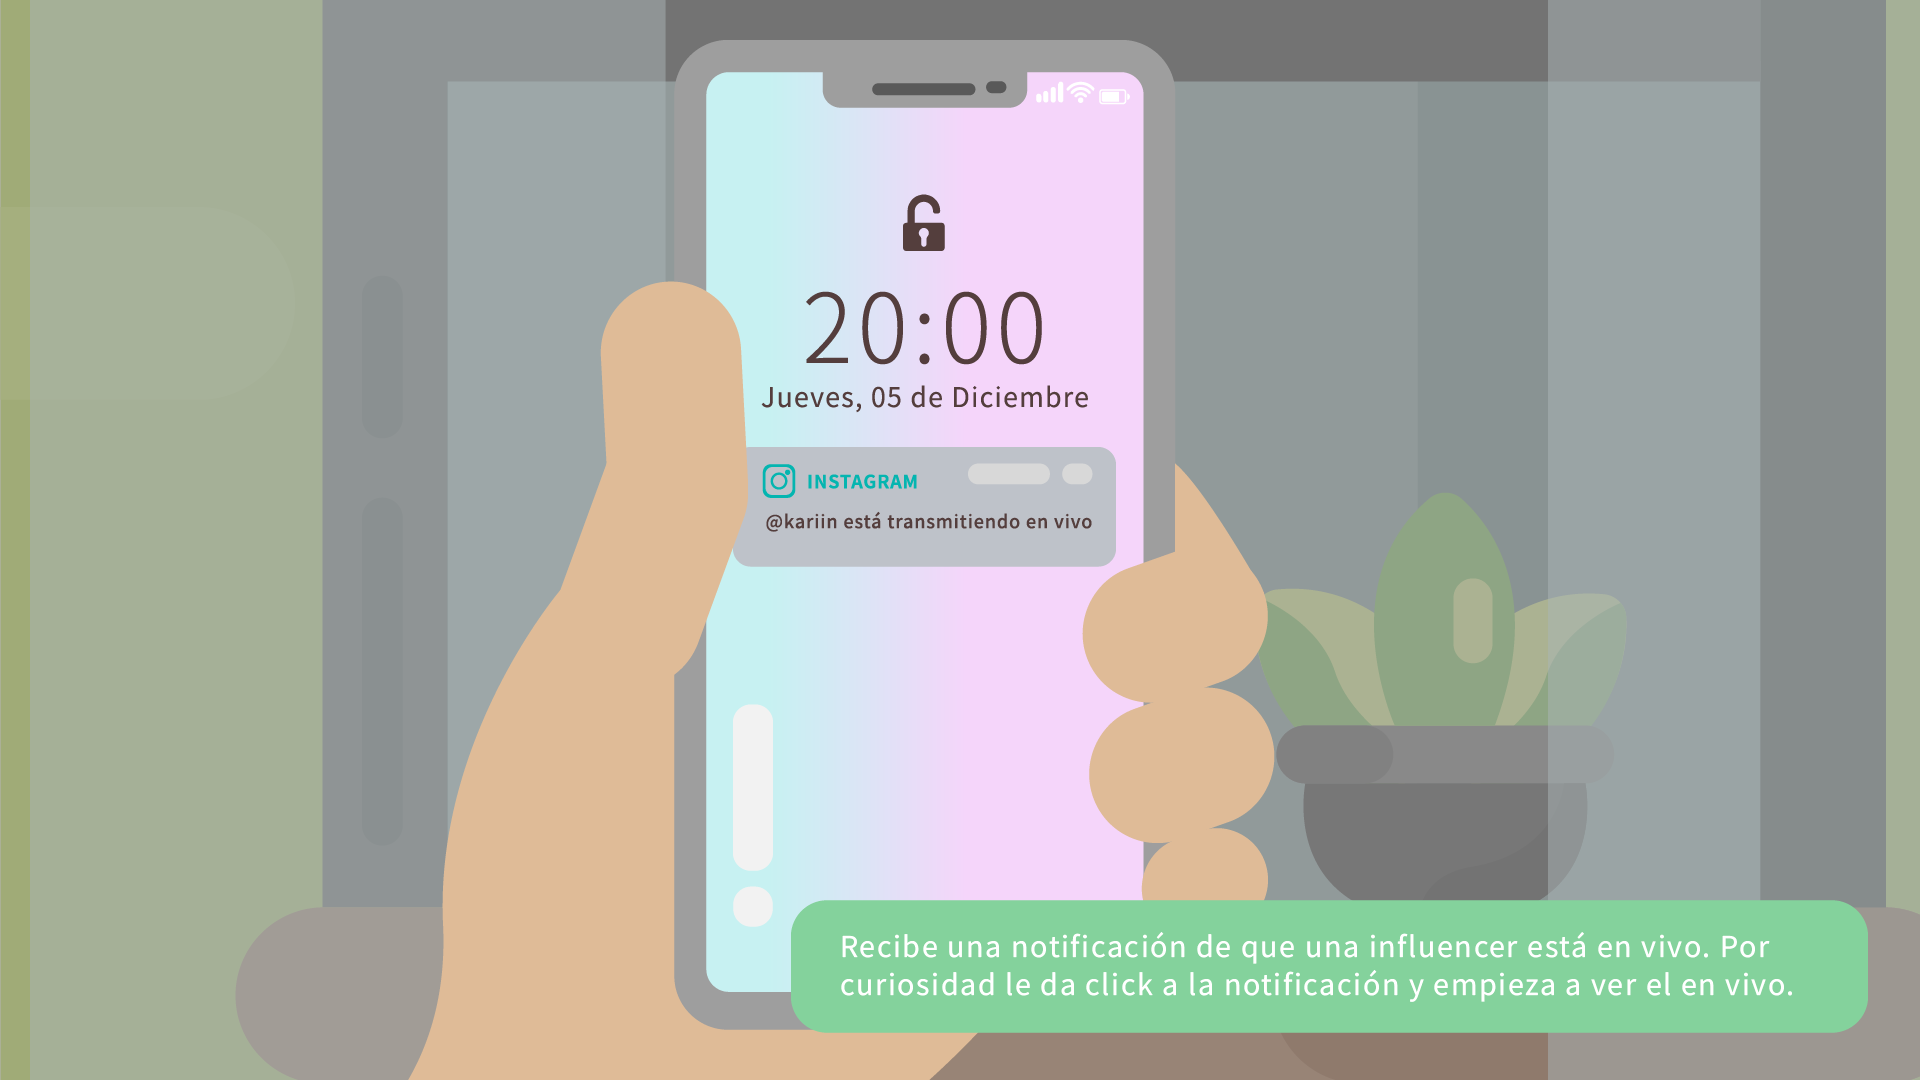 20:00
Jueves, 05 de Diciembre
INSTAGRAM
@kariin está transmitiendo en vivo
Recibe una notificación de que una influencer está en vivo. Por
curiosidad le da click a la notificación y empieza a ver el en vivo.